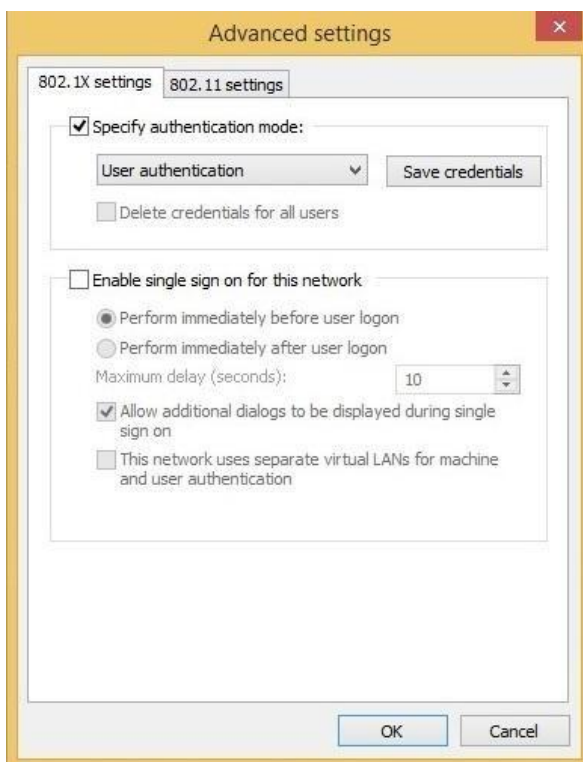 Advanced settings
802.1X settings 802.11 settings
Specify authentication mode:
User authentication Save credentials
Delete credentials for all users
Enable single sign on for this network
Perform immediately before user logon
Perform immediately after user logon
Maximum delay (seconds): 10
Allow additional dialogs to be displayed during single
sign on
This network uses separate virtual LANs for machine
and user authentication
OK Cancel